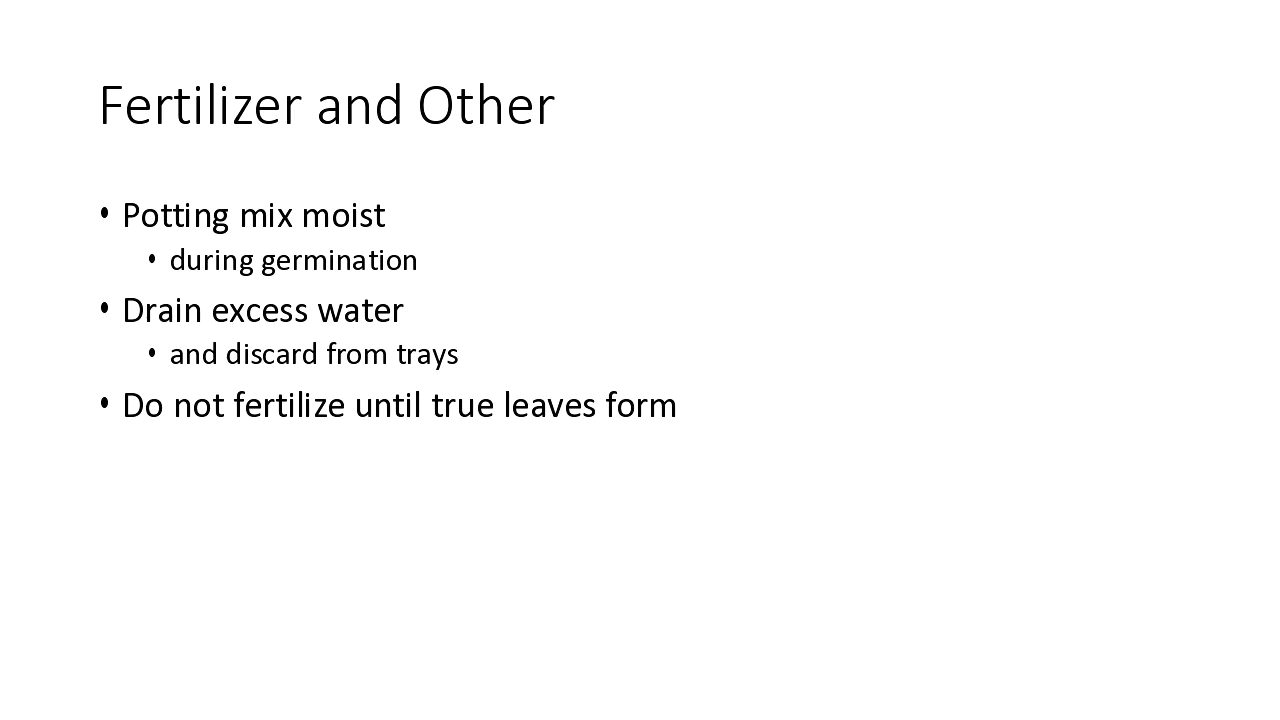 Fertilizer and Other
• Potting mix moist
• during germination
• Drain excess water
• and discard from trays
• Do not fertilize until true leaves form